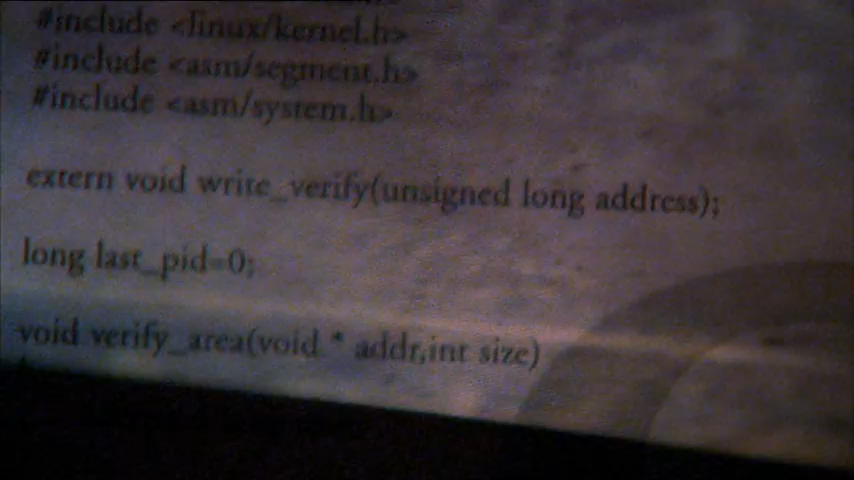 #include <linux/kernel.h>
#include <asm/segment.h>
#include <asm/system.h>
extern void write_verify(unsigned long address);
long last_pid=0;
void verify_area(void * addr,int size)